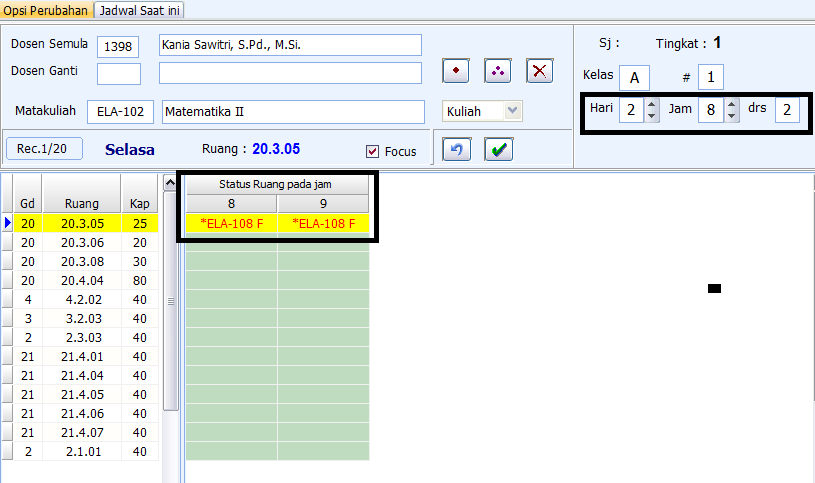 Opsi Perubahan Jadwal Saat ini
Dosen Semula 1398 Kania Sawitri, S.Pd., M.Si. Sj : Tingkat : 1
Dosen Ganti Kelas A # 1
Matakuliah ELA-102 Matematika II Kuliah Hari 2 Jam 8 drs 2
Rec.1/20 Selasa Ruang : 20.3.05 Focus
Status Ruang pada jam
Gd Ruang Kap 8 9
20 20.3.05 25 *ELA-108 F *ELA-108 F
20 20.3.06 20
20 20.3.08 30
20 20.4.04 80
4 4.2.02 40
3 3.2.03 40
2 2.3.03 40
21 21.4.01 40
21 21.4.04 40
21 21.4.05 40
21 21.4.06 40
21 21.4.07 40
2 2.1.01 40